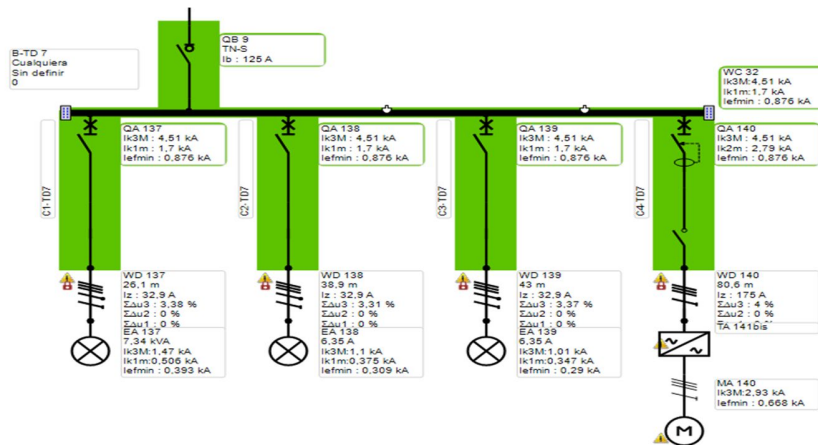 B-TD 7
Cualquiera
Sin definir
0
QB 9
TN-S
Ib : 125 A
WC 32
Ik3M:4,51 kA
Ik1m:1,7 kA
Iefmin : 0,876 kA
C1-TD7
QA 137
Ik3M : 4,51 kA
Ik1m : 1,7 kA
Iefmin : 0,876 kA
C2-TD7
QA 138
Ik3M : 4,51 kA
Ik1m : 1,7 kA
Iefmin : 0,876 kA
C3-TD7
QA 139
Ik3M : 4,51 kA
Ik1m : 1,7 kA
Iefmin : 0,876 kA
C4-TD7
QA 140
Ik3M : 4,51 kA
Ik2m : 2,79 kA
Iefmin : 0,876 kA
WD 137
26,1 m
Iz : 32,9 A
ΣΔu3 : 3,38 %
ΣΔu2 : 0 %
ΣΔu1 : 0 %
EA 137
7,34 kVA
Ik3M:1,47 kA
Ik1m:0,506 kA
Iefmin : 0,393 kA
WD 138
38,9 m
Iz : 32,9 A
ΣΔu3 : 3,31 %
ΣΔu2 : 0 %
ΣΔu1 : 0 %
EA 138
6,35 A
Ik3M:1,1 kA
Ik1m:0,375 kA
Iefmin : 0,309 kA
WD 139
43 m
Iz : 32,9 A
ΣΔu3 : 3,37 %
ΣΔu2 : 0 %
ΣΔu1 : 0 %
EA 139
6,35 A
Ik3M:1,01 kA
Ik1m:0,347 kA
Iefmin : 0,29 kA
WD 140
80,6 m
Iz : 175 A
ΣΔu3 : 4 %
ΣΔu2 : 0 %
TA 141bis
MA 140
Ik3M:2,93 kA
Iefmin : 0,668 kA
M